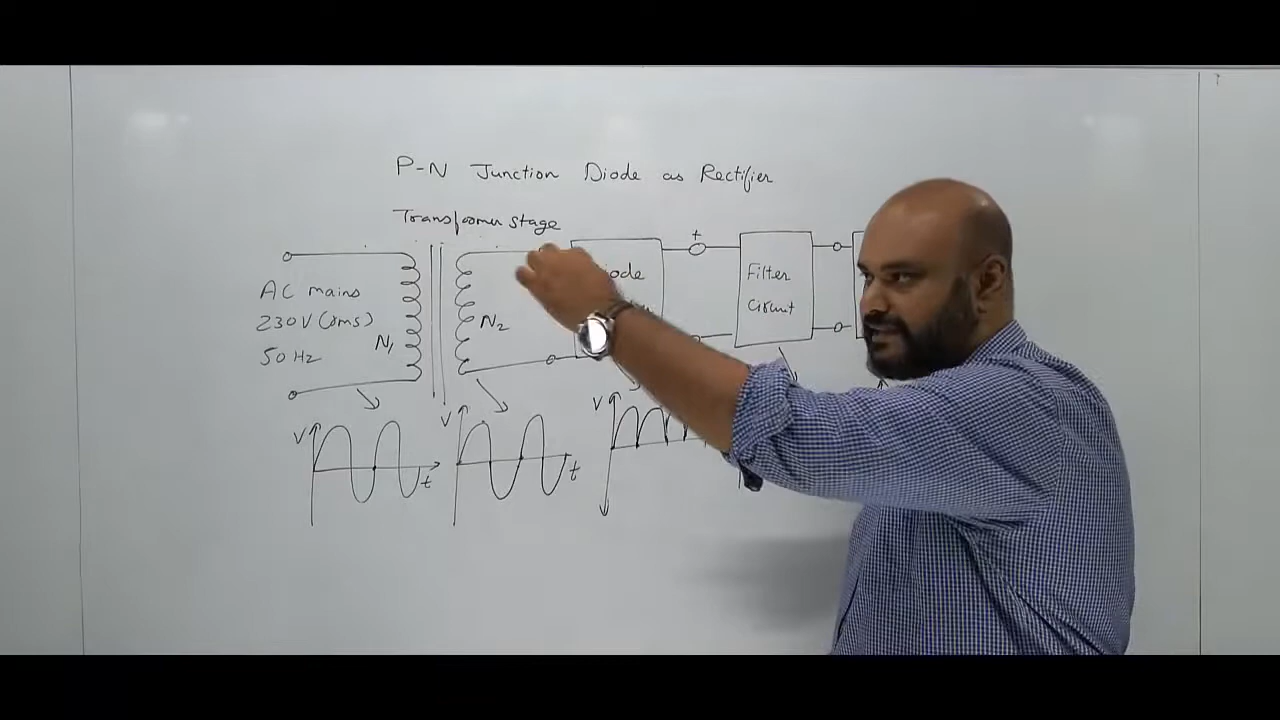 P-N Junction Diode as Rectifier
Transformer stage
AC mains
230V (rms)
50 Hz
N1
N2
Filter
Circuit
+
V
t
V
t
V